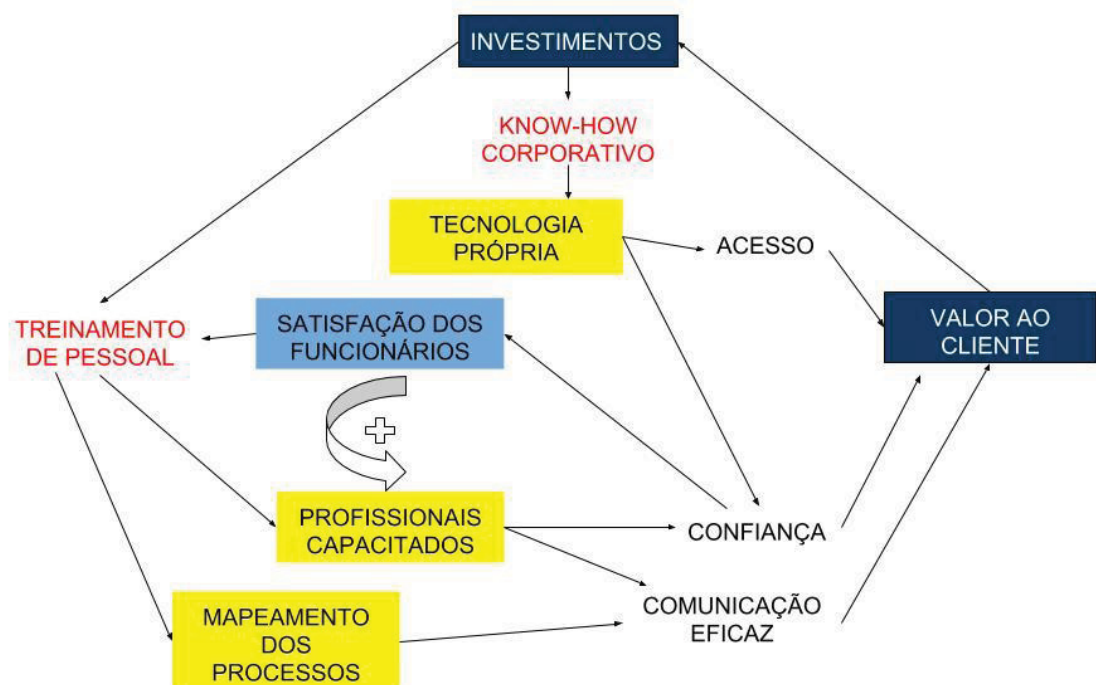 INVESTIMENTOS
KNOW-HOW
CORPORATIVO
TECNOLOGIA
PRÓPRIA
ACESSO
TREINAMENTO
DE PESSOAL
SATISFAÇÃO DOS
FUNCIONÁRIOS
VALOR AO
CLIENTE
PROFISSIONAIS
CAPACITADOS
CONFIANÇA
MAPEAMENTO
DOS
PROCESSOS
COMUNICAÇÃO
EFICAZ